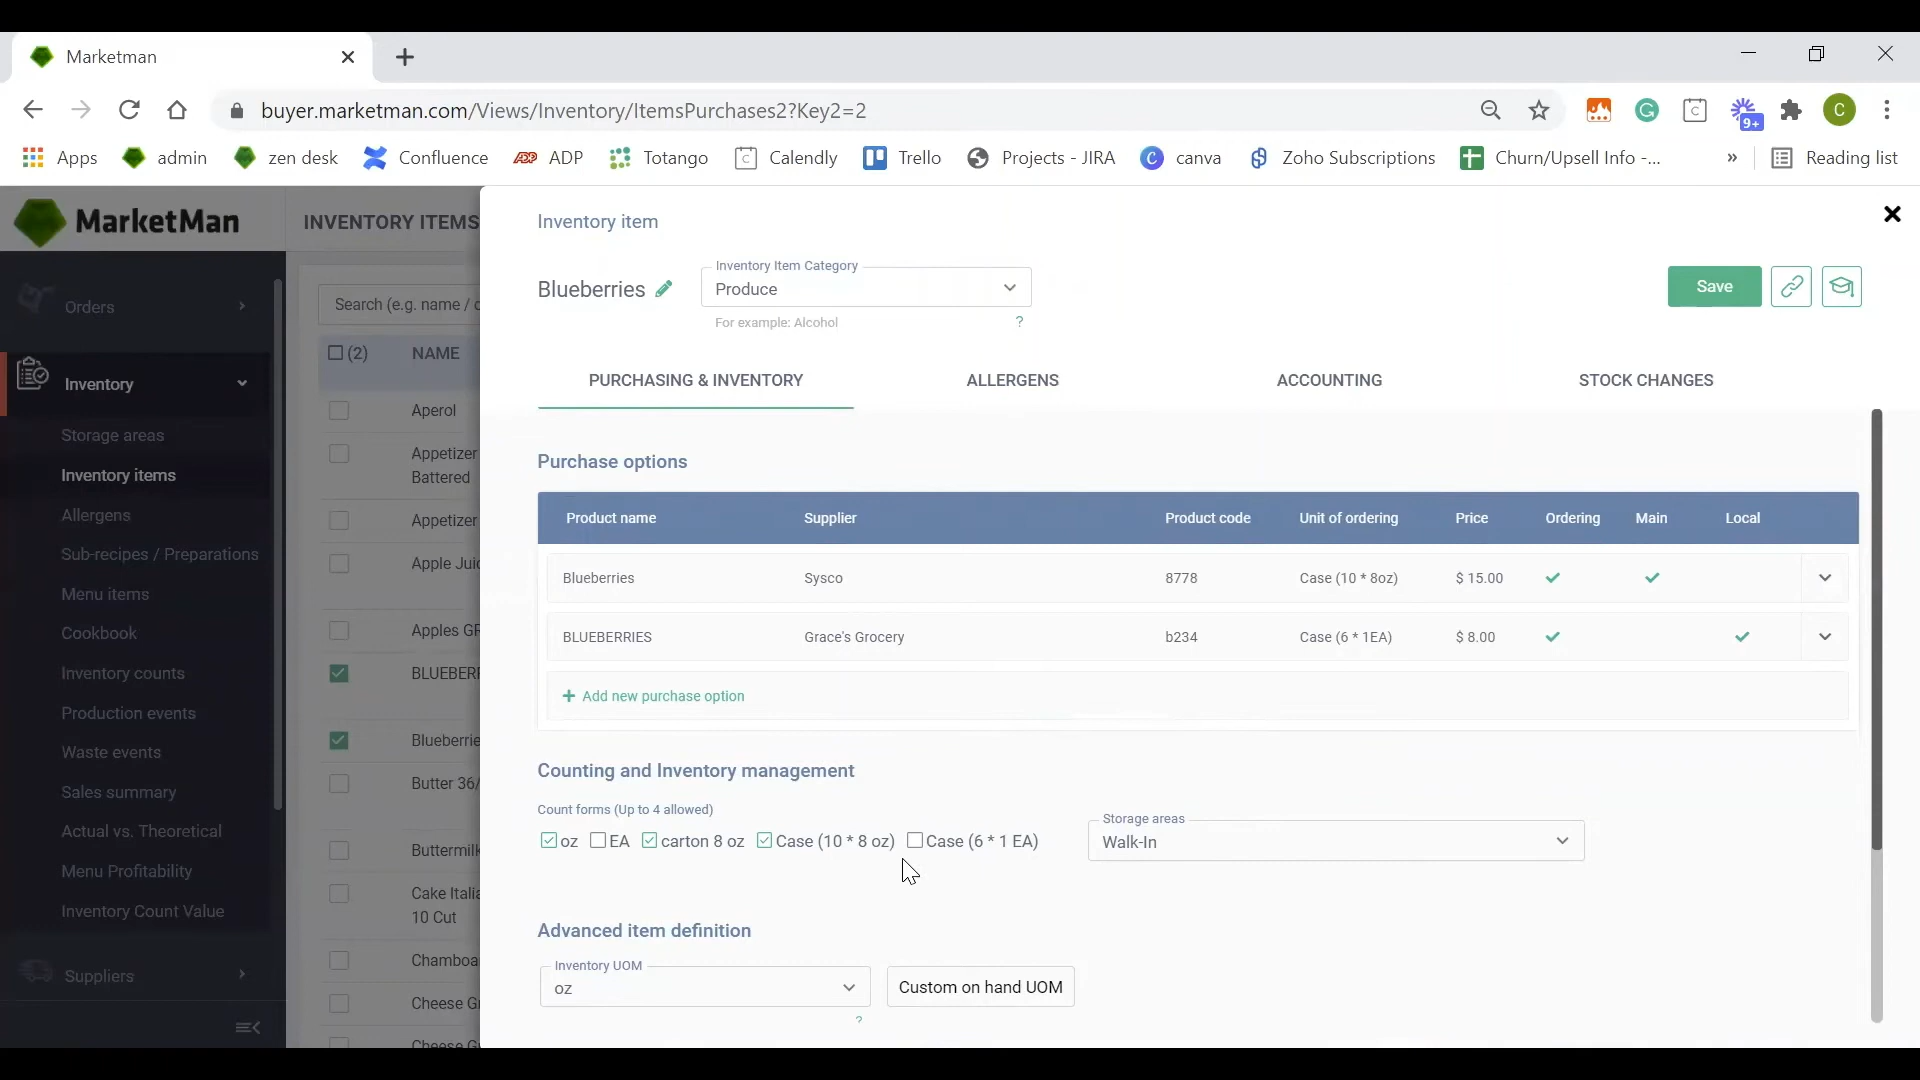 Marketman
buyer.marketman.com/Views/Inventory/ItemsPurchases2?Key2=2
C
9+
C
Apps
admin
zen desk
Confluence
ADP
Totango
Calendly
Trello
Projects - JIRA
canva
Zoho Subscriptions
Churn/Upsell Info -...
»
Reading list
MarketMan
Orders
Inventory
Storage areas
Inventory items
Allergens
Sub-recipes / Preparations
Menu items
Cookbook
Inventory counts
Production events
Waste events
Sales summary
Actual vs. Theoretical
Menu Profitability
Inventory Count Value
Suppliers
INVENTORY ITEMS
Search (e.g. name / c
(2) NAME
Aperol
Appetizer
Battered
Appetizer
Apple Jui
Apples GR
BLUEBERR
Blueberrie
Butter 36/
Buttermilk
Cake Itali
10 Cut
Chamboa
Cheese G
Cheese G
Inventory item
Blueberries
Inventory Item Category
Produce
For example: Alcohol ?
Save
PURCHASING & INVENTORY ALLERGENS ACCOUNTING STOCK CHANGES
Purchase options
Product name Supplier Product code Unit of ordering Price Ordering Main Local
Blueberries Sysco 8778 Case (10 * 8oz) $ 15.00
BLUEBERRIES Grace's Grocery b234 Case (6 * 1EA) $ 8.00
+ Add new purchase option
Counting and Inventory management
Count forms (Up to 4 allowed)
oz EA carton 8 oz Case (10 * 8 oz) Case (6 * 1 EA)
Storage areas
Walk-In
Advanced item definition
Inventory UOM
oz
Custom on hand UOM
?